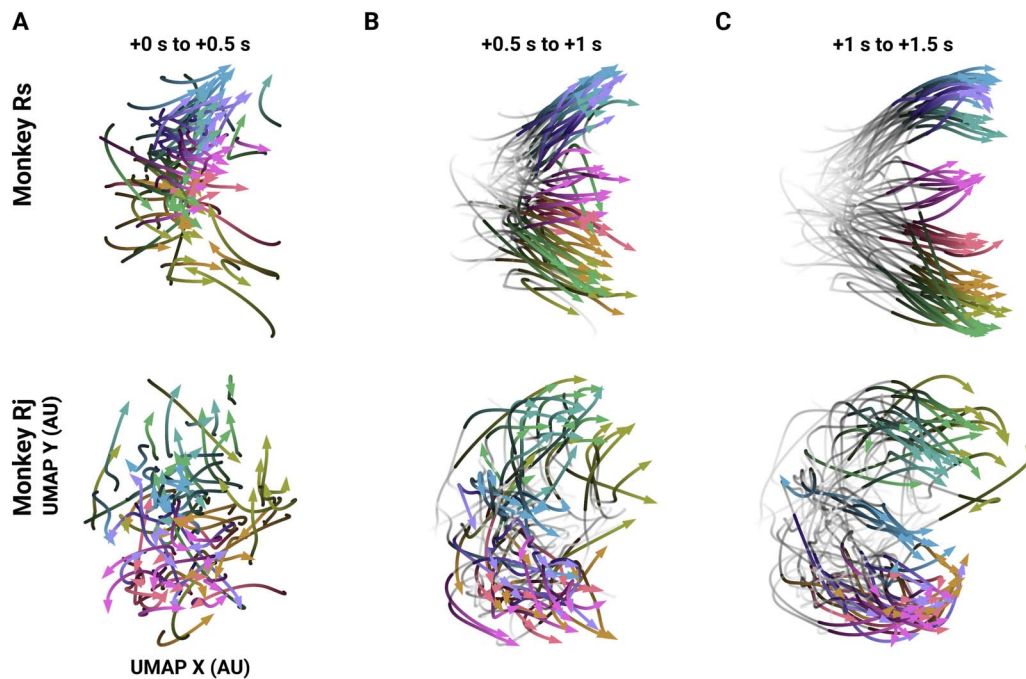 A
B
C
+0 s to +0.5 s
+0.5 s to +1 s
+1 s to +1.5 s
Monkey Rs
Monkey Rj
UMAP Y (AU)
UMAP X (AU)